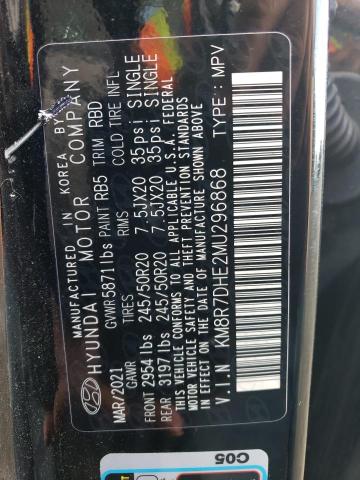 MANUFACTURED IN KOREA BY
HYUNDAI MOTOR COMPANY
MAR/2021 GVWR5871lbs PAINT RB5 TRIM RBD
GAWR TIRES RIMS COLD TIRE INFL
FRONT 2954 lbs 245/50R20 7.5JX20 35psi SINGLE
REAR 3197 lbs 245/50R20 7.5JX20 35psi SINGLE
THIS VEHICLE CONFORMS TO ALL APPLICABLE U.S.A FEDERAL
MOTOR VEHICLE SAFETY AND THEFT PREVENTION STANDARDS
IN EFFECT ON THE DATE OF MANUFACTURE SHOWN ABOVE
V.I.N : KM8R7DHE2MU296868 TYPE : MPV
C05